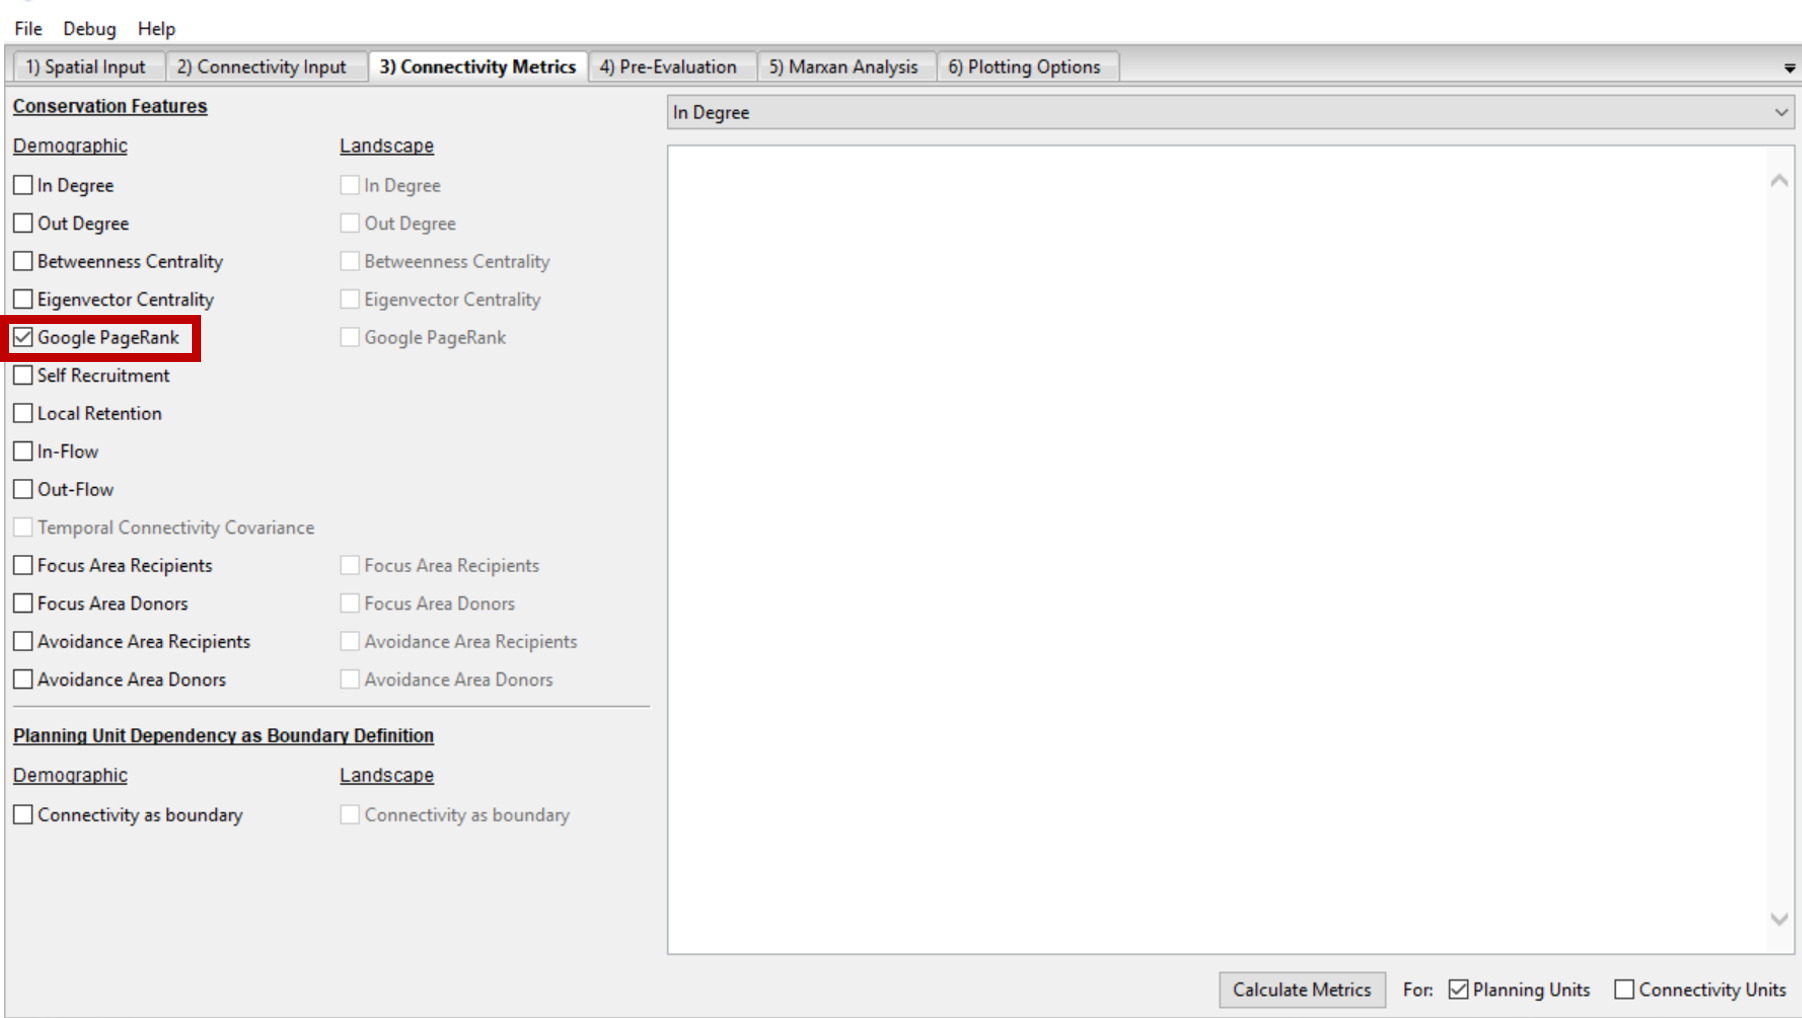 File Debug Help
1) Spatial Input 2) Connectivity Input 3) Connectivity Metrics 4) Pre-Evaluation 5) Marxan Analysis 6) Plotting Options
Conservation Features
In Degree
Demographic Landscape
In Degree In Degree
Out Degree Out Degree
Betweenness Centrality Betweenness Centrality
Eigenvector Centrality Eigenvector Centrality
Google PageRank Google PageRank
Self Recruitment
Local Retention
In-Flow
Out-Flow
Temporal Connectivity Covariance
Focus Area Recipients Focus Area Recipients
Focus Area Donors Focus Area Donors
Avoidance Area Recipients Avoidance Area Recipients
Avoidance Area Donors Avoidance Area Donors
Planning Unit Dependency as Boundary Definition
Demographic Landscape
Connectivity as boundary Connectivity as boundary
Calculate Metrics For: Planning Units Connectivity Units